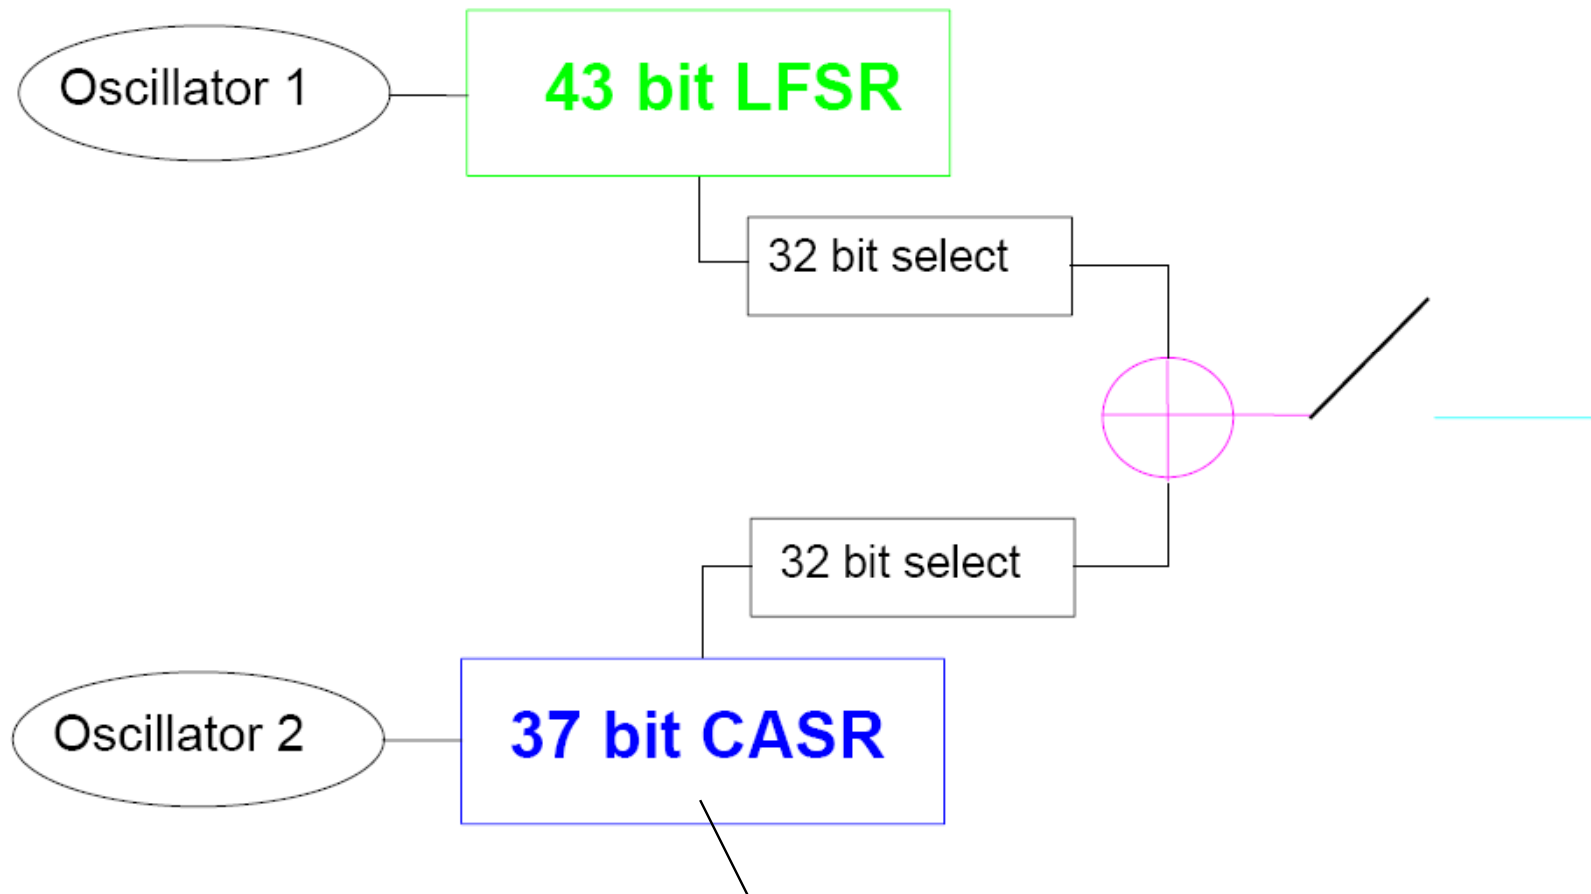 Oscillator 1
43 bit LFSR
32 bit select
32 bit select
Oscillator 2
37 bit CASR